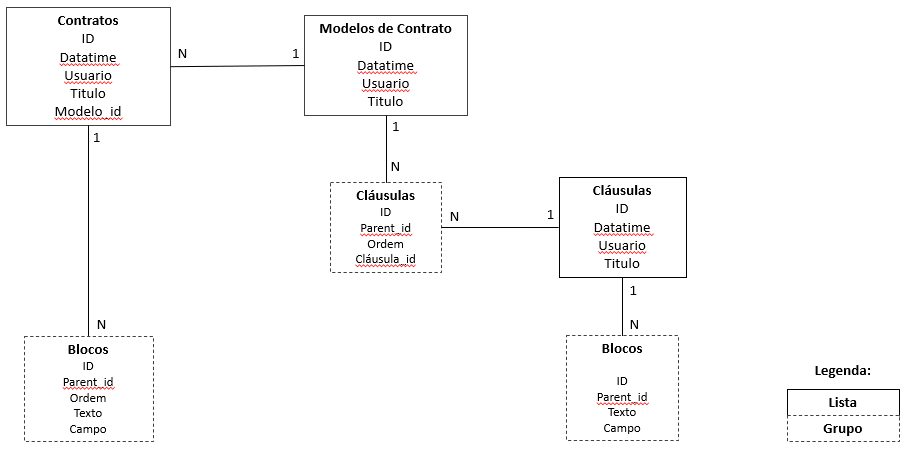 Contratos
ID
Datatime
Usuario
Titulo
Modelo_id
N
1
Modelos de Contrato
ID
Datatime
Usuario
Titulo
1
1
N
Cláusulas
ID
Parent_id
Ordem
Cláusula_id
N
1
Cláusulas
ID
Datatime
Usuario
Titulo
1
N
N
Blocos
ID
Parent_id
Ordem
Texto
Campo
Blocos
ID
Parent_id
Texto
Campo
Legenda:
Lista
Grupo